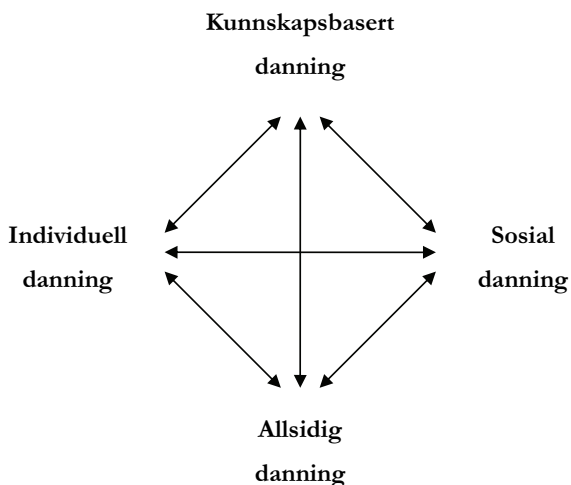 Kunnskapsbasert
danning
Individuell
danning
Sosial
danning
Allsidig
danning